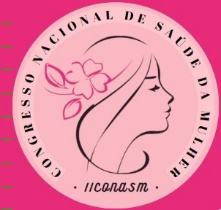 CONGRESSO NACIONAL DE SAÚDE DA MULHER
· IICONASM ·